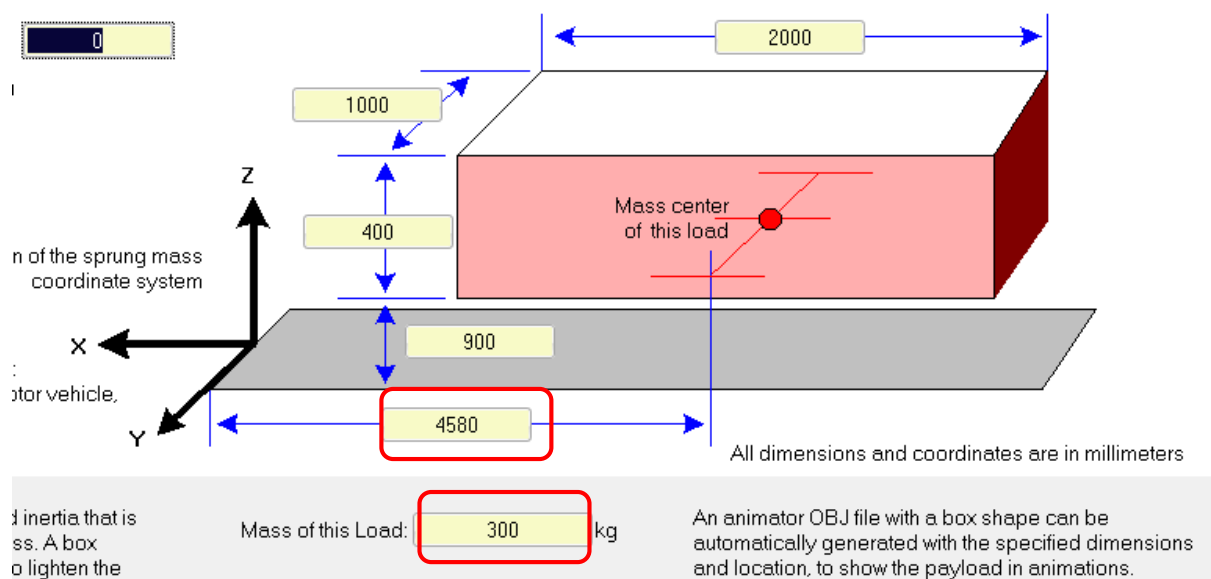 0
2000
1000
Z
Mass center
of this load
400
n of the sprung mass
coordinate system
X
900
:
otor vehicle,
4580
Y
All dimensions and coordinates are in millimeters
d inertia that is
ss. A box
o lighten the
Mass of this Load: 300 kg
An animator OBJ file with a box shape can be
automatically generated with the specified dimensions
and location, to show the payload in animations.